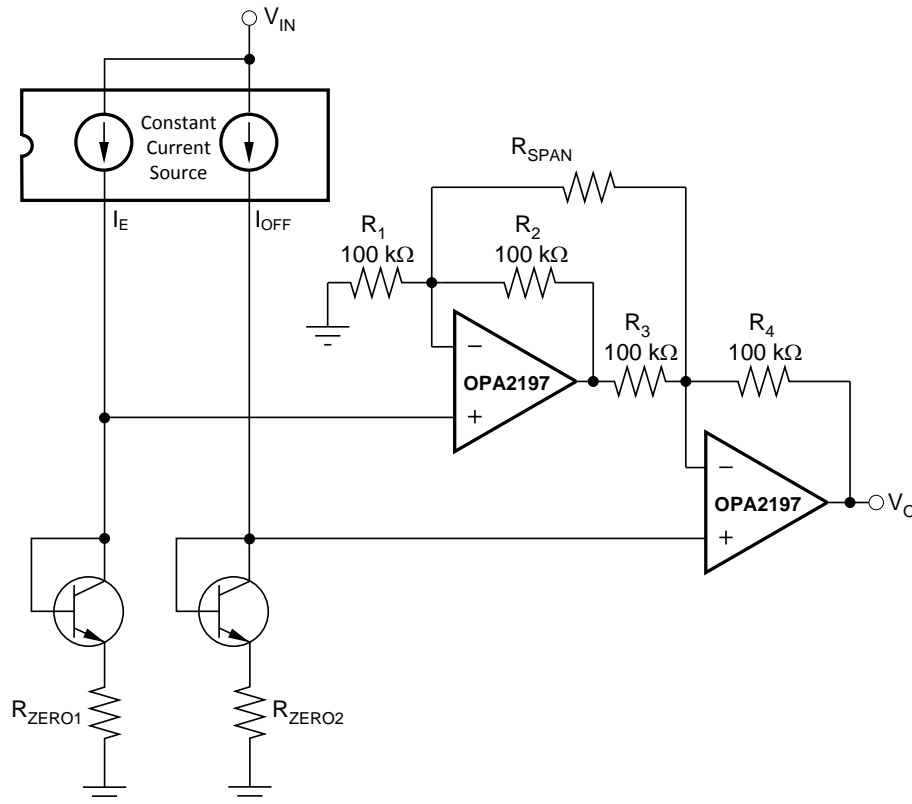 V_IN
Constant
Current
Source
I_E
I_OFF
R_SPAN
R_1
100 kΩ
R_2
100 kΩ
R_3
100 kΩ
R_4
100 kΩ
−
OPA2197
+
−
OPA2197
+
V_O
R_ZERO1
R_ZERO2